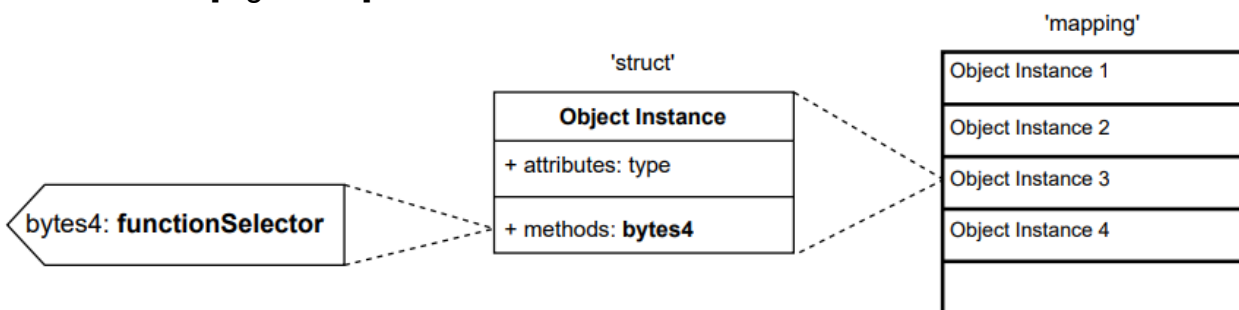 'mapping'
'struct'
Object Instance 1
Object Instance
Object Instance 2
+ attributes: type
Object Instance 3
bytes4: functionSelector
+ methods: bytes4
Object Instance 4